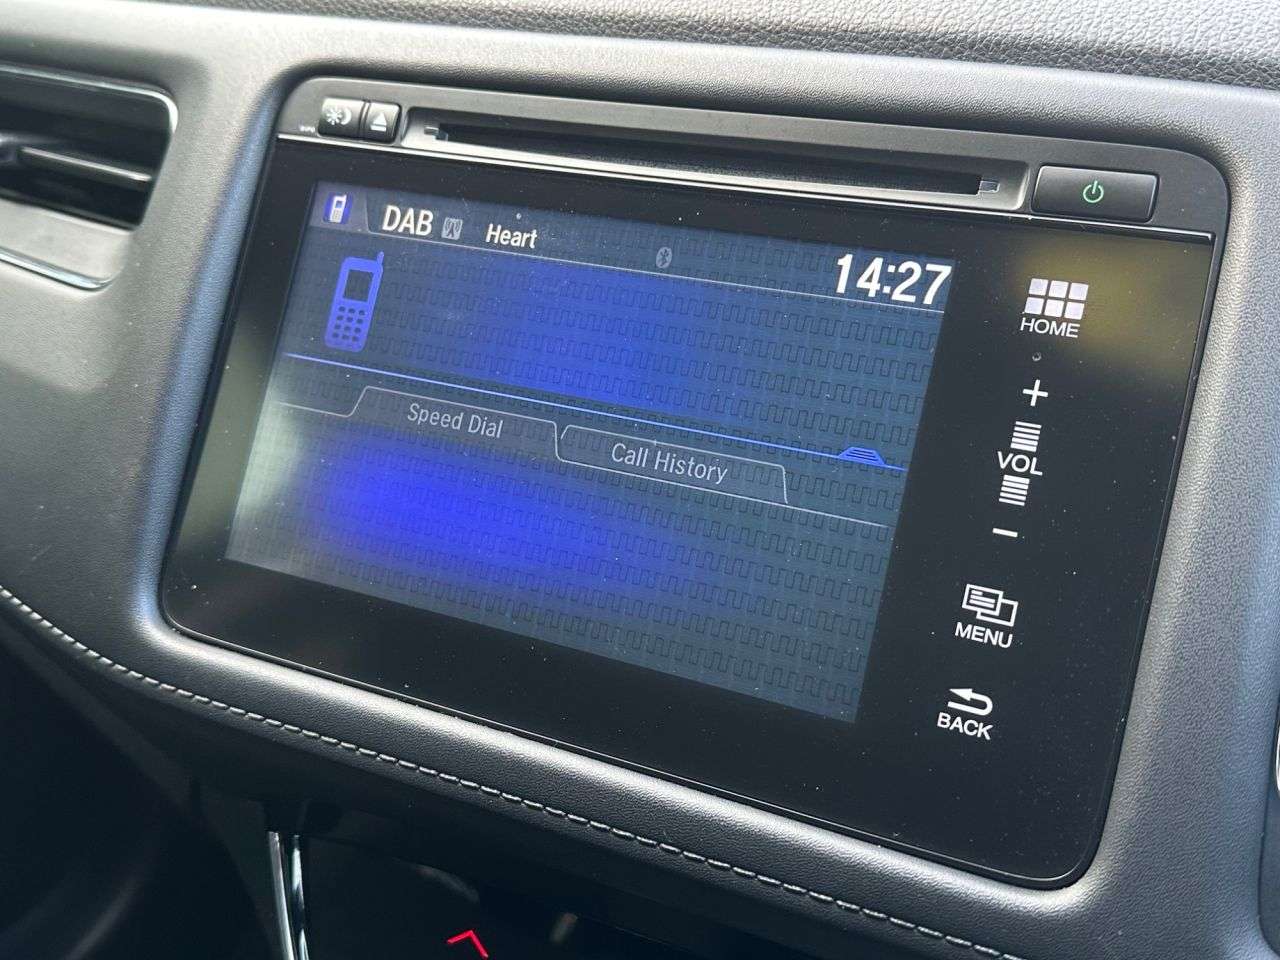 DAB Heart
14:27
HOME
Speed Dial
Call History
+
VOL
−
MENU
BACK